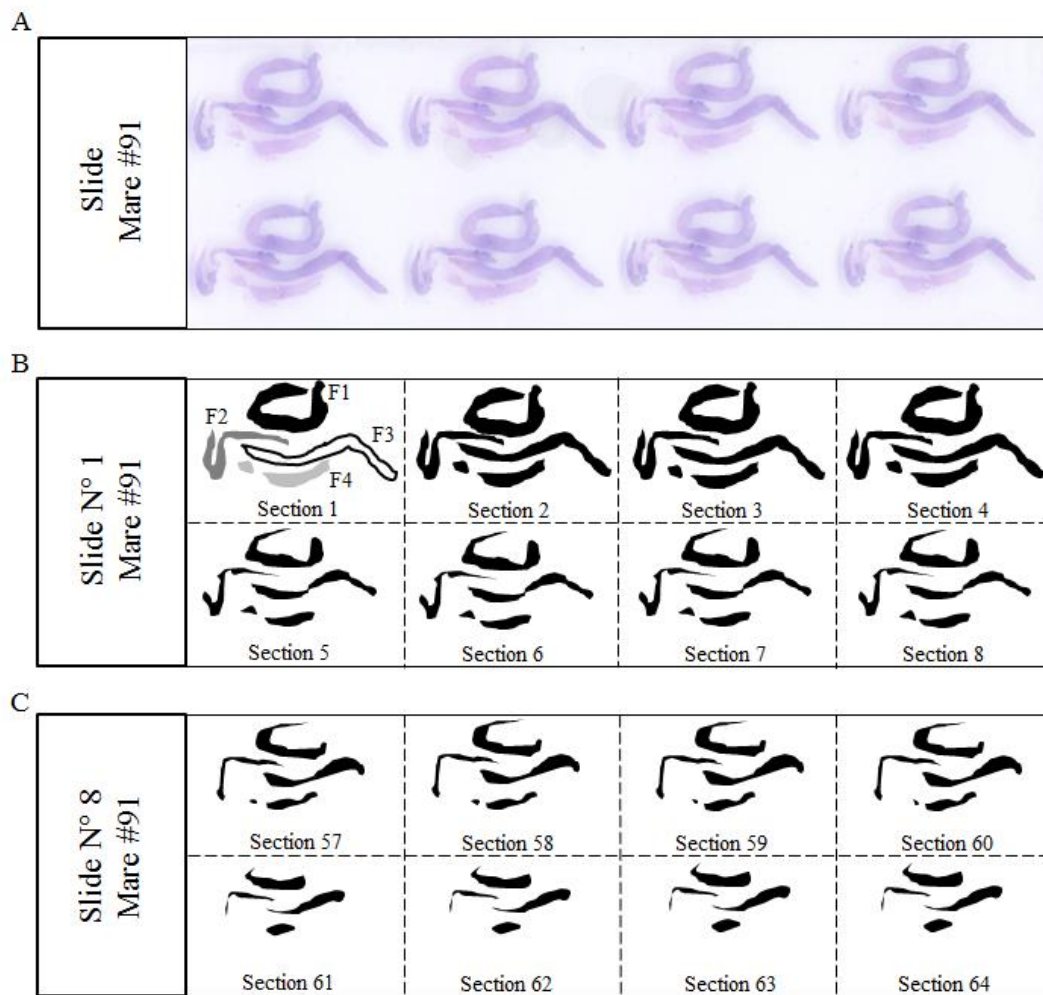 A
Slide
Mare #91
B
Slide N° 1
Mare #91
F1
F2
F3
F4
Section 1
Section 2
Section 3
Section 4
Section 5
Section 6
Section 7
Section 8
C
Slide N° 8
Mare #91
Section 57
Section 58
Section 59
Section 60
Section 61
Section 62
Section 63
Section 64